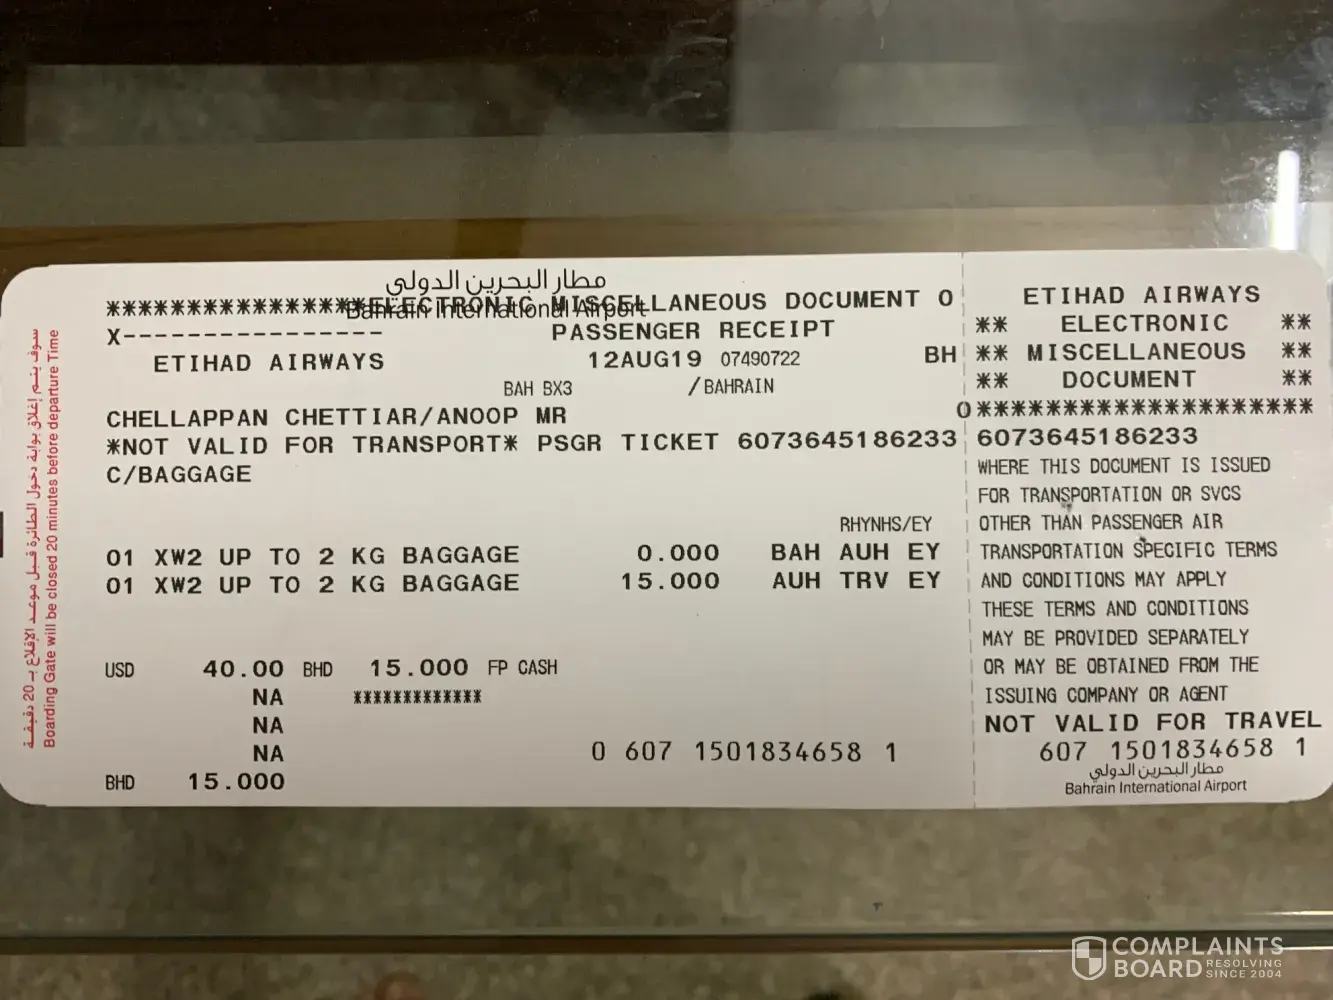 مطار البحرين الدولي
Bahrain International Airport
****************ELECTRONIC MISCELLANEOUS DOCUMENT 0
X---------------- PASSENGER RECEIPT
ETIHAD AIRWAYS 12AUG19 07490722 BH
BAH BX3 /BAHRAIN
CHELLAPPAN CHETTIAR/ANOOP MR
*NOT VALID FOR TRANSPORT* PSGR TICKET 6073645186233
C/BAGGAGE
RHYNHS/EY
01 XW2 UP TO 2 KG BAGGAGE 0.000 BAH AUH EY
01 XW2 UP TO 2 KG BAGGAGE 15.000 AUH TRV EY
USD 40.00 BHD 15.000 FP CASH
NA *************
NA
NA 0 607 1501834658 1
BHD 15.000
سوف يتم إغلاق بوابة دخول الطائرة قبل موعد الإقلاع بـ 20 دقيقة
Boarding Gate will be closed 20 minutes before departure Time
ETIHAD AIRWAYS
** ELECTRONIC **
** MISCELLANEOUS **
** DOCUMENT **
0********************
6073645186233
WHERE THIS DOCUMENT IS ISSUED
FOR TRANSPORTATION OR SVCS
OTHER THAN PASSENGER AIR
TRANSPORTATION SPECIFIC TERMS
AND CONDITIONS MAY APPLY
THESE TERMS AND CONDITIONS
MAY BE PROVIDED SEPARATELY
OR MAY BE OBTAINED FROM THE
ISSUING COMPANY OR AGENT
NOT VALID FOR TRAVEL
607 1501834658 1
مطار البحرين الدولي
Bahrain International Airport
COMPLAINTS
BOARD RESOLVING SINCE 2004